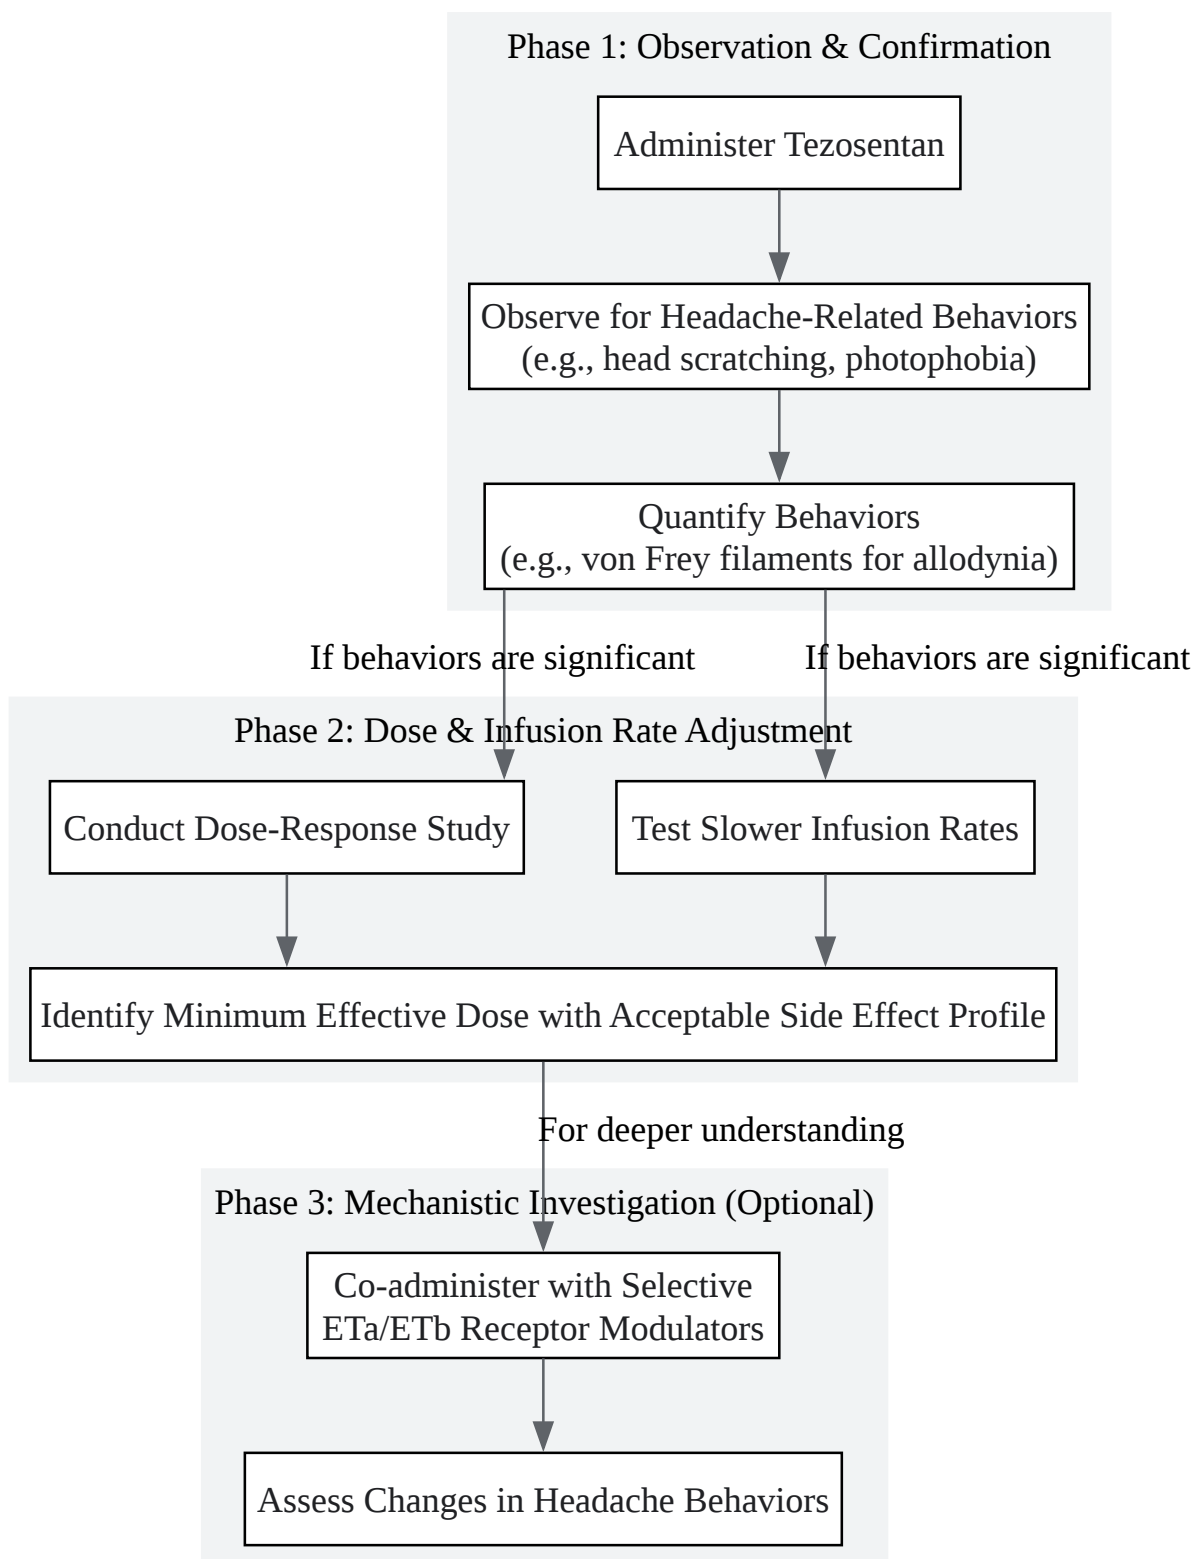 Phase 1: Observation & Confirmation
Administer Tezosentan
Observe for Headache-Related Behaviors
(e.g., head scratching, photophobia)
Quantify Behaviors
(e.g., von Frey filaments for allodynia)
If behaviors are significant
If behaviors are significant
Phase 2: Dose & Infusion Rate Adjustment
Conduct Dose-Response Study
Test Slower Infusion Rates
Identify Minimum Effective Dose with Acceptable Side Effect Profile
For deeper understanding
Phase 3: Mechanistic Investigation (Optional)
Co-administer with Selective
ETa/ETb Receptor Modulators
Assess Changes in Headache Behaviors